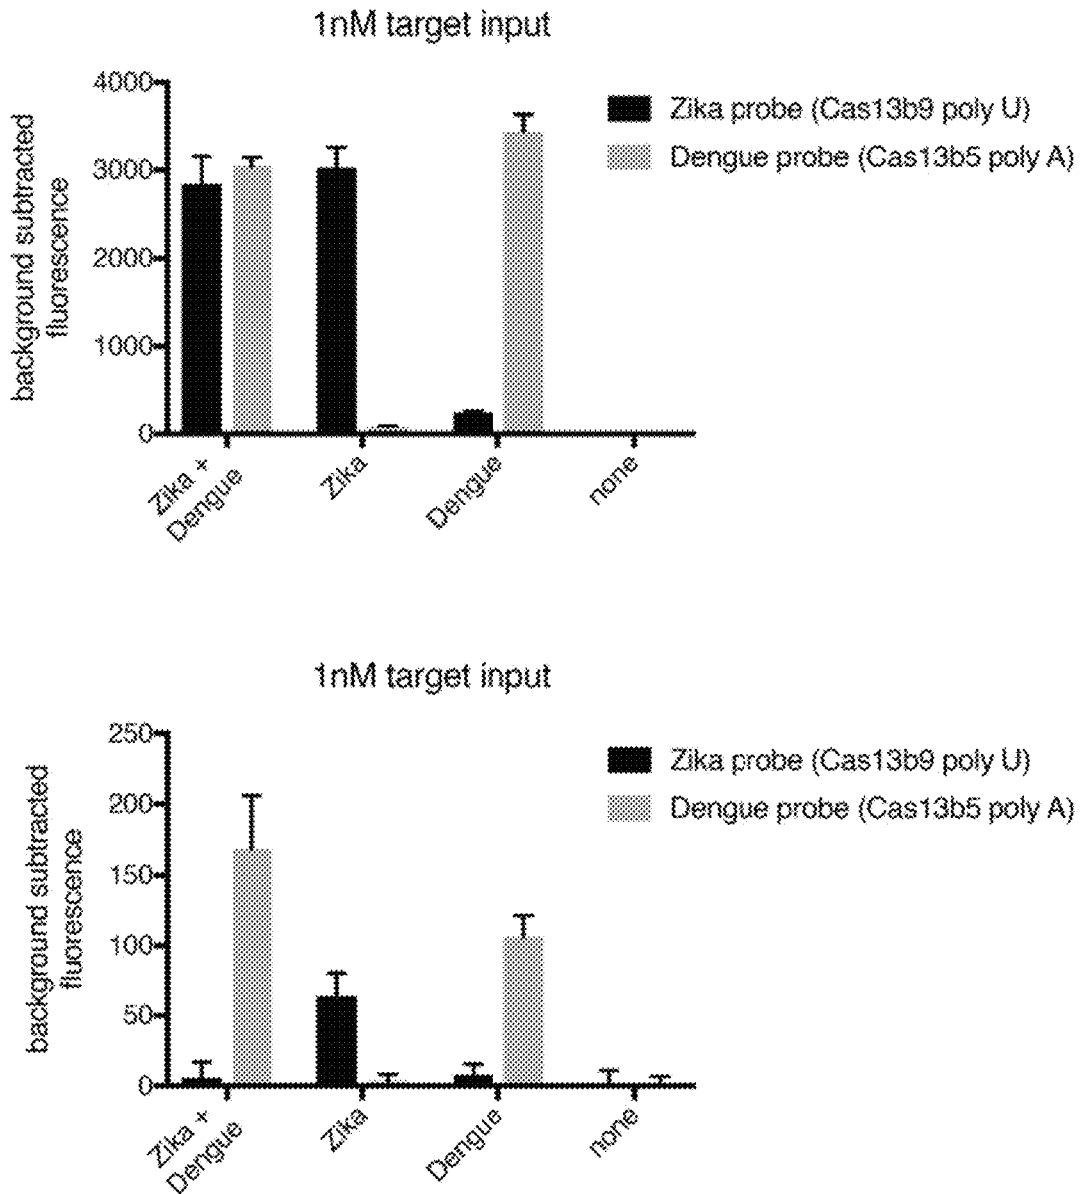 1nM target input
background subtracted
fluorescence
4000
3000
2000
1000
0
Zika probe (Cas13b9 poly U)
Dengue probe (Cas13b5 poly A)
Zika +
Dengue
Zika
Dengue
none
1nM target input
background subtracted
fluorescence
250
200
150
100
50
0
Zika probe (Cas13b9 poly U)
Dengue probe (Cas13b5 poly A)
Zika +
Dengue
Zika
Dengue
none